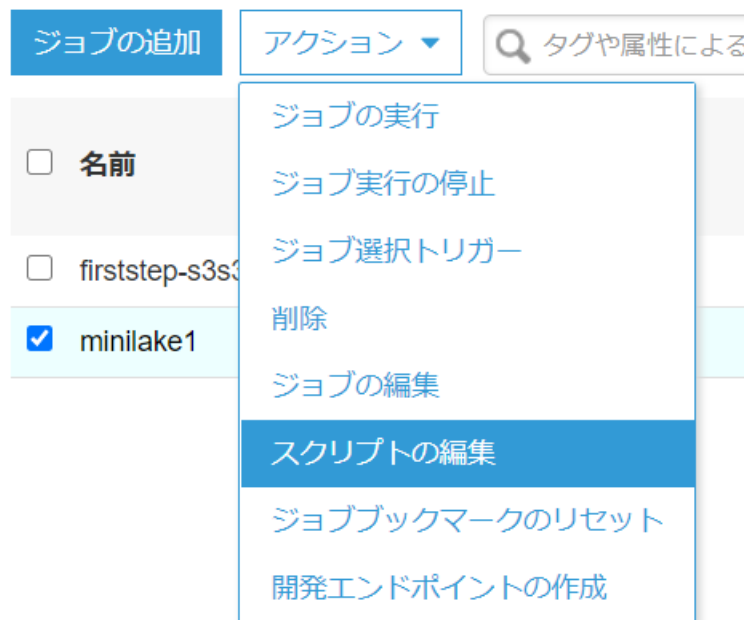 ジョブの追加
アクション
タグや属性による
ジョブの実行
名前
ジョブ実行の停止
ジョブ選択トリガー
firststep-s3s3
削除
minilake1
ジョブの編集
スクリプトの編集
ジョブブックマークのリセット
開発エンドポイントの作成